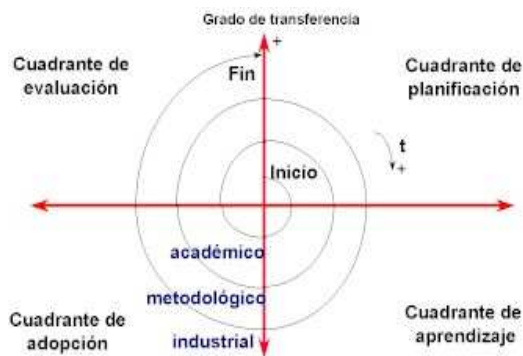 Grado de transferencia
+
Cuadrante de
evaluación
Fin
Cuadrante de
planificación
t
+
Inicio
académico
metodológico
industrial
Cuadrante de
adopción
Cuadrante de
aprendizaje